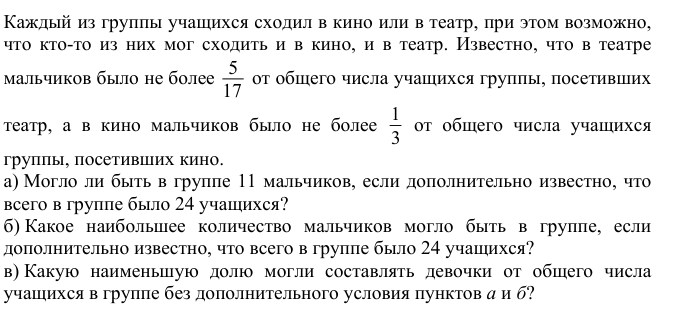 Каждый из группы учащихся сходил в кино или в театр, при этом возможно,
что кто-то из них мог сходить и в кино, и в театр. Известно, что в театре
мальчиков было не более 5/17 от общего числа учащихся группы, посетивших
театр, а в кино мальчиков было не более 1/3 от общего числа учащихся
группы, посетивших кино.
а) Могло ли быть в группе 11 мальчиков, если дополнительно известно, что
всего в группе было 24 учащихся?
б) Какое наибольшее количество мальчиков могло быть в группе, если
дополнительно известно, что всего в группе было 24 учащихся?
в) Какую наименьшую долю могли составлять девочки от общего числа
учащихся в группе без дополнительного условия пунктов а и б?